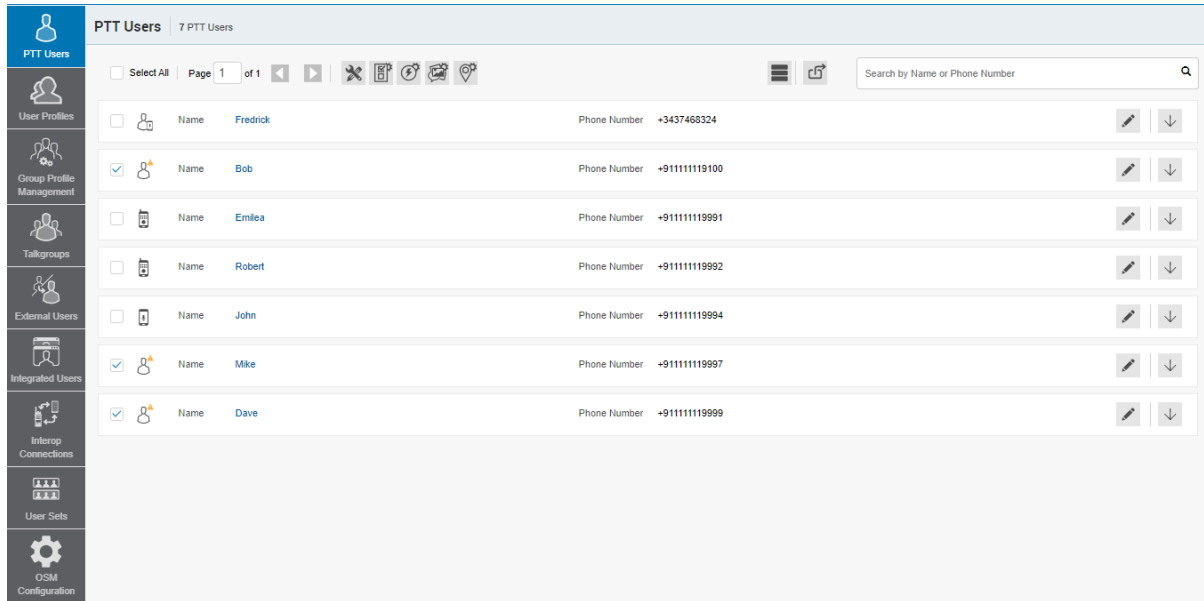 PTT Users
User Profiles
Group Profile
Management
Talkgroups
External Users
Integrated Users
Interop
Connections
User Sets
OSM
Configuration
PTT Users 7 PTT Users
Select All Page 1 of 1 Search by Name or Phone Number
Name Fredrick Phone Number +3437468324
Name Bob Phone Number +911111119100
Name Emilea Phone Number +911111119991
Name Robert Phone Number +911111119992
Name John Phone Number +911111119994
Name Mike Phone Number +911111119997
Name Dave Phone Number +911111119999